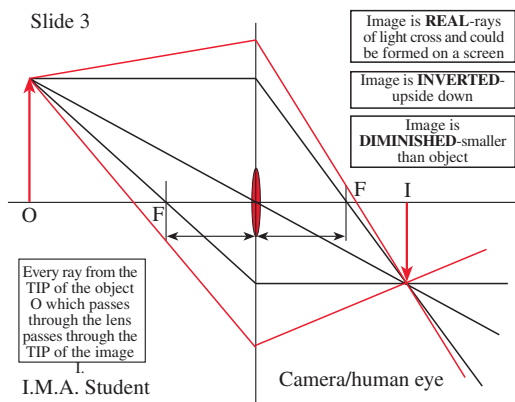 Slide 3
Image is REAL-rays
of light cross and could
be formed on a screen
Image is INVERTED-
upside down
Image is
DIMINISHED-smaller
than object
F
I
O
F
Every ray from the
TIP of the object
O which passes
through the lens
passes through the
TIP of the image
I.
I.M.A. Student
Camera/human eye